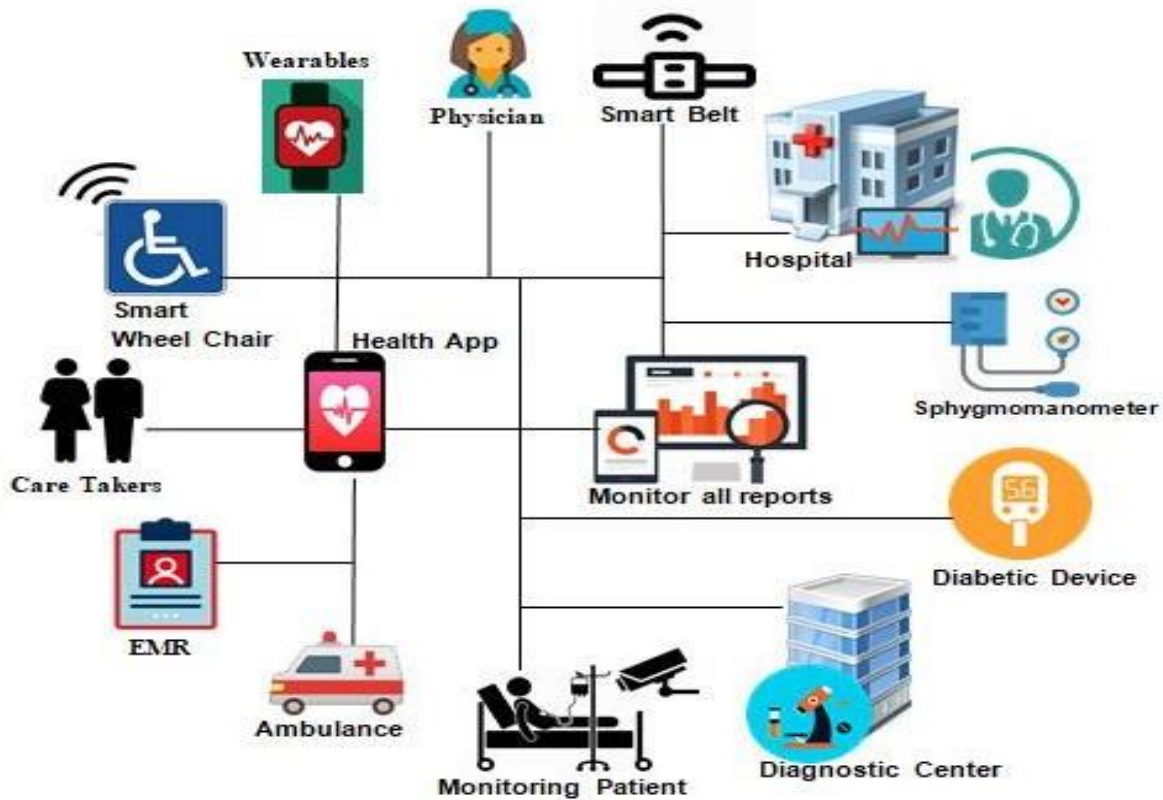 Wearables
Physician
Smart Belt
Hospital
Smart
Wheel Chair
Health App
Sphygmomanometer
Care Takers
Monitor all reports
56
Diabetic Device
EMR
Ambulance
Monitoring Patient
Diagnostic Center